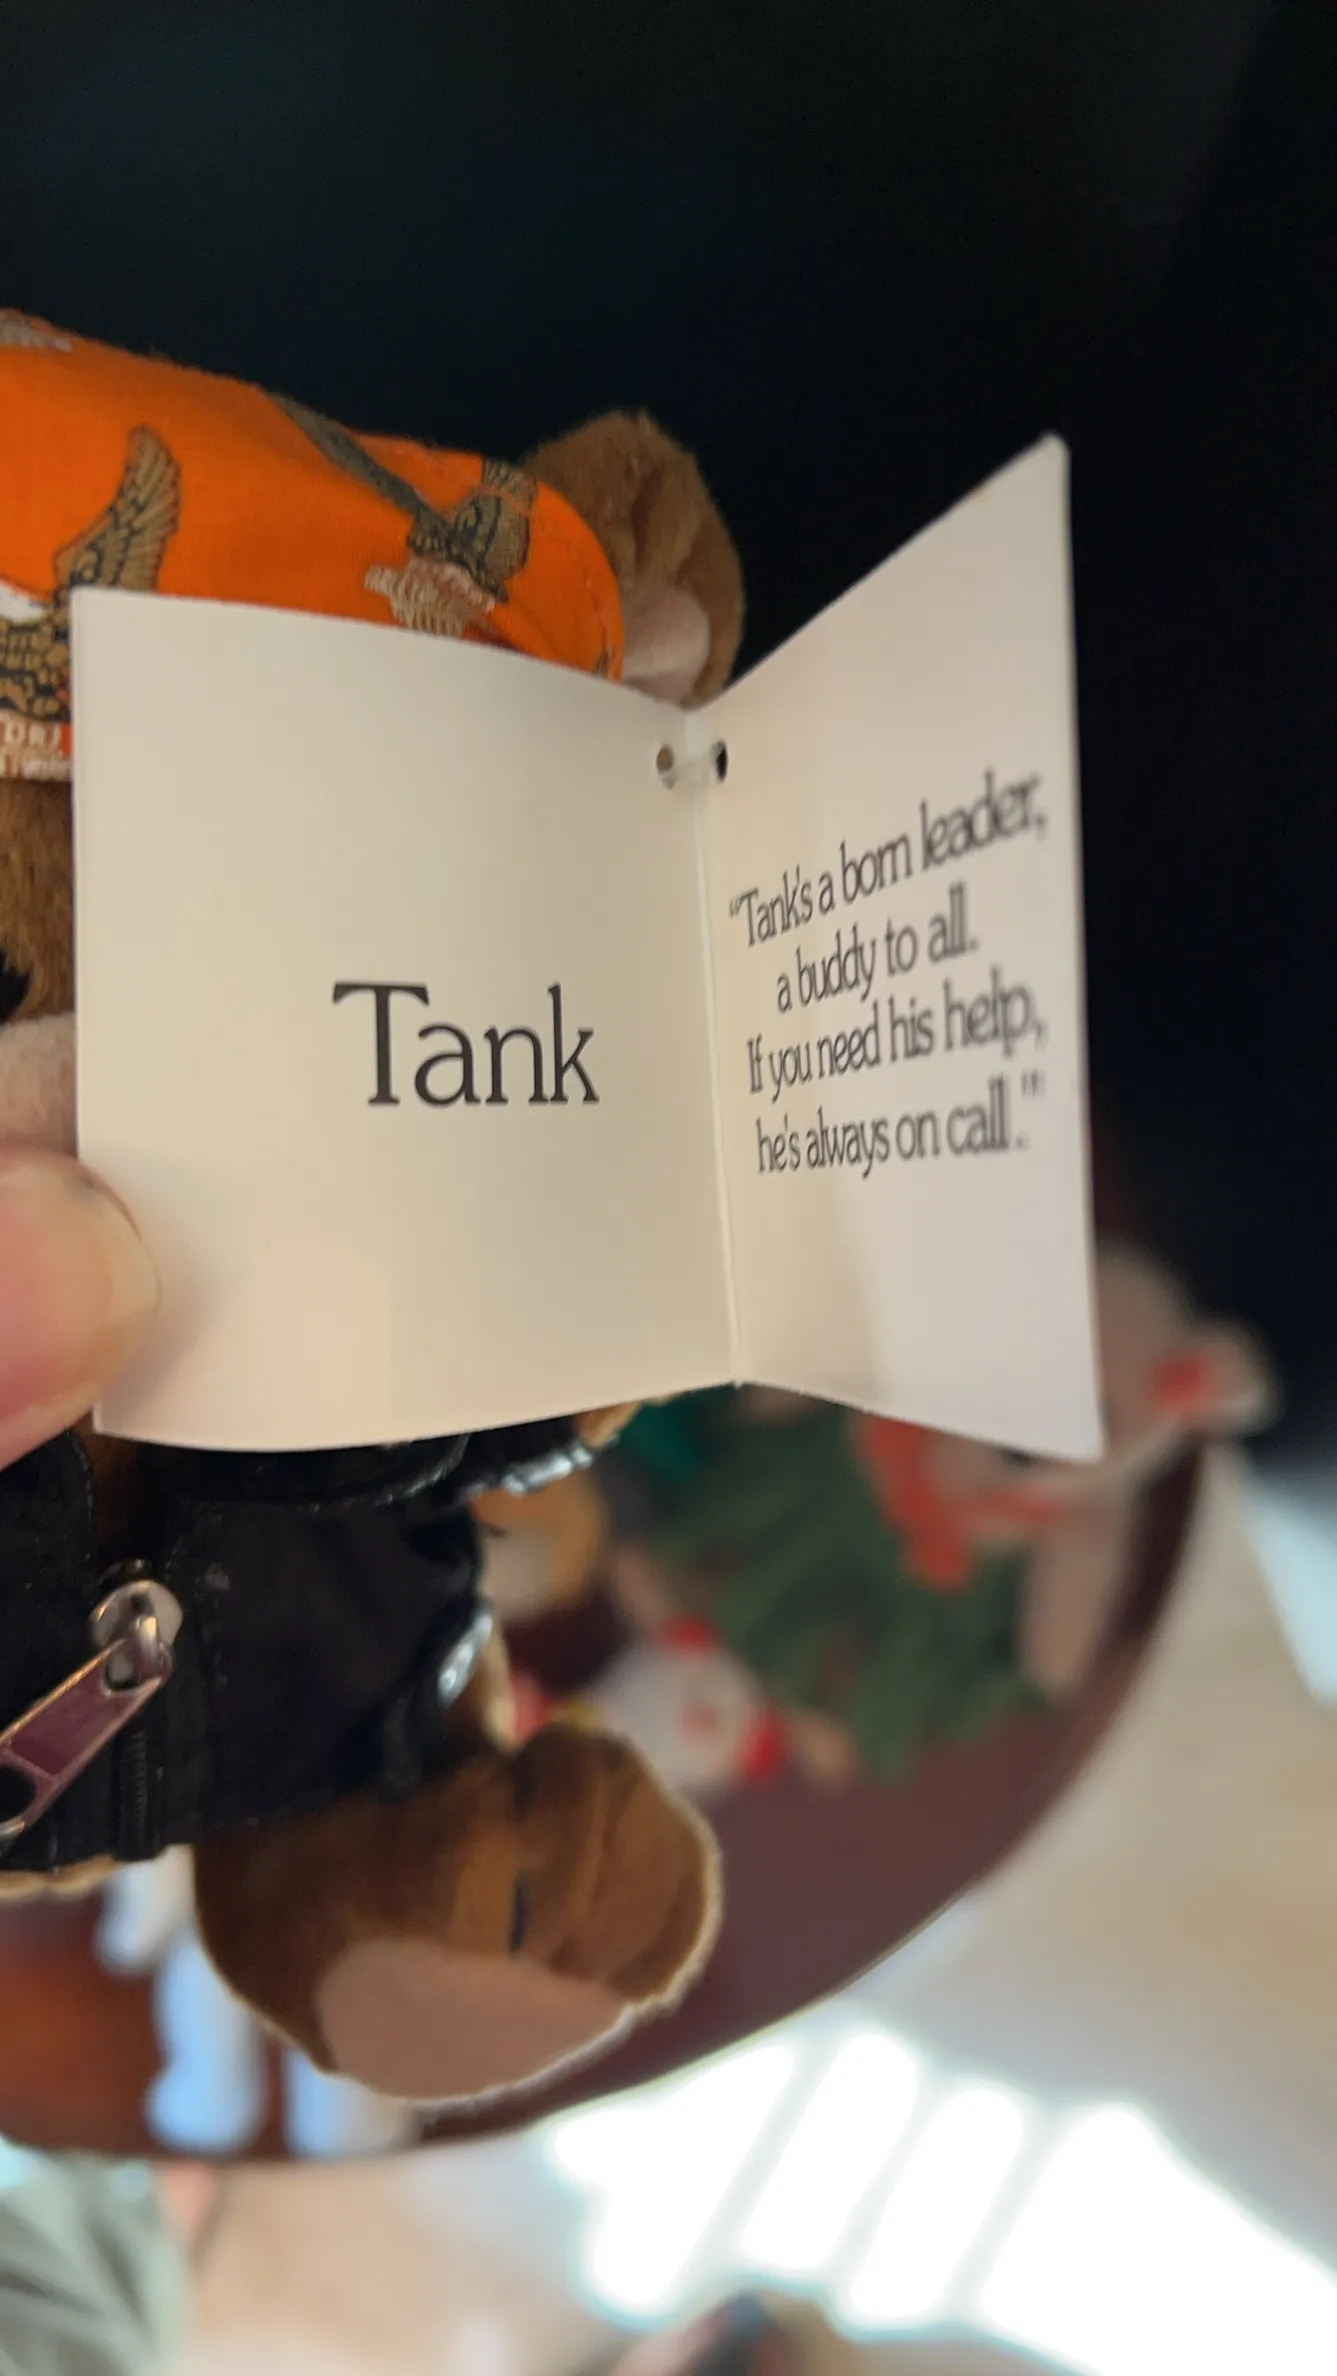 Tank
"Tank's a born leader,
a buddy to all.
If you need his help,
he's always on call."